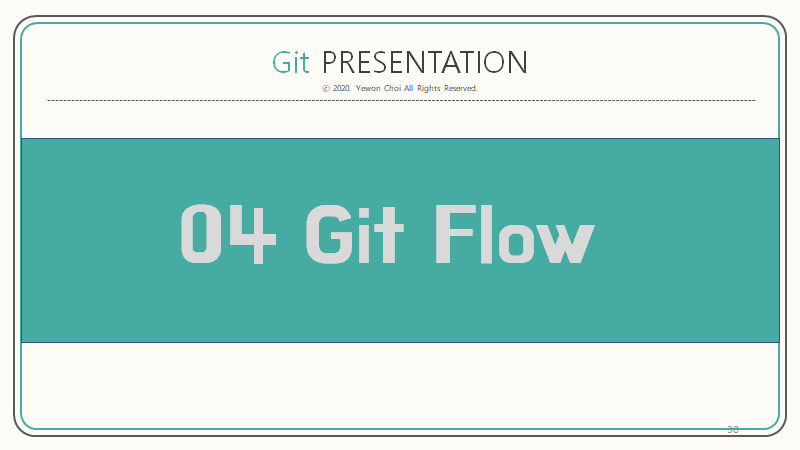 Git PRESENTATION
© 2020. Yewon Choi All Rights Reserved.
04 Git Flow
30